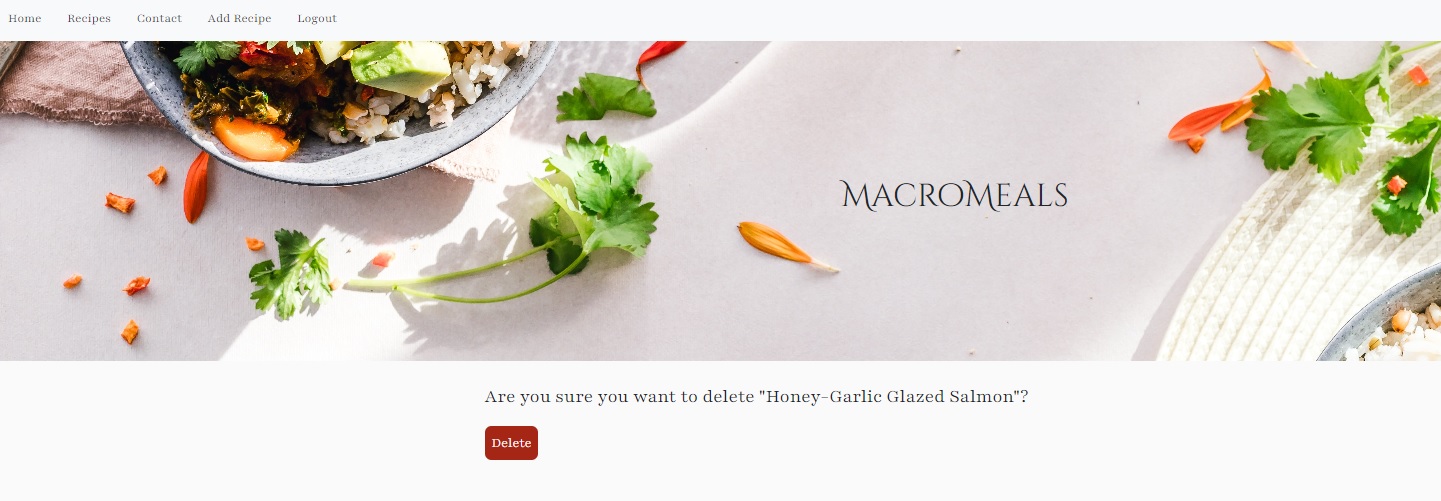 Home Recipes Contact Add Recipe Logout
MacroMeals
Are you sure you want to delete "Honey-Garlic Glazed Salmon"?
Delete